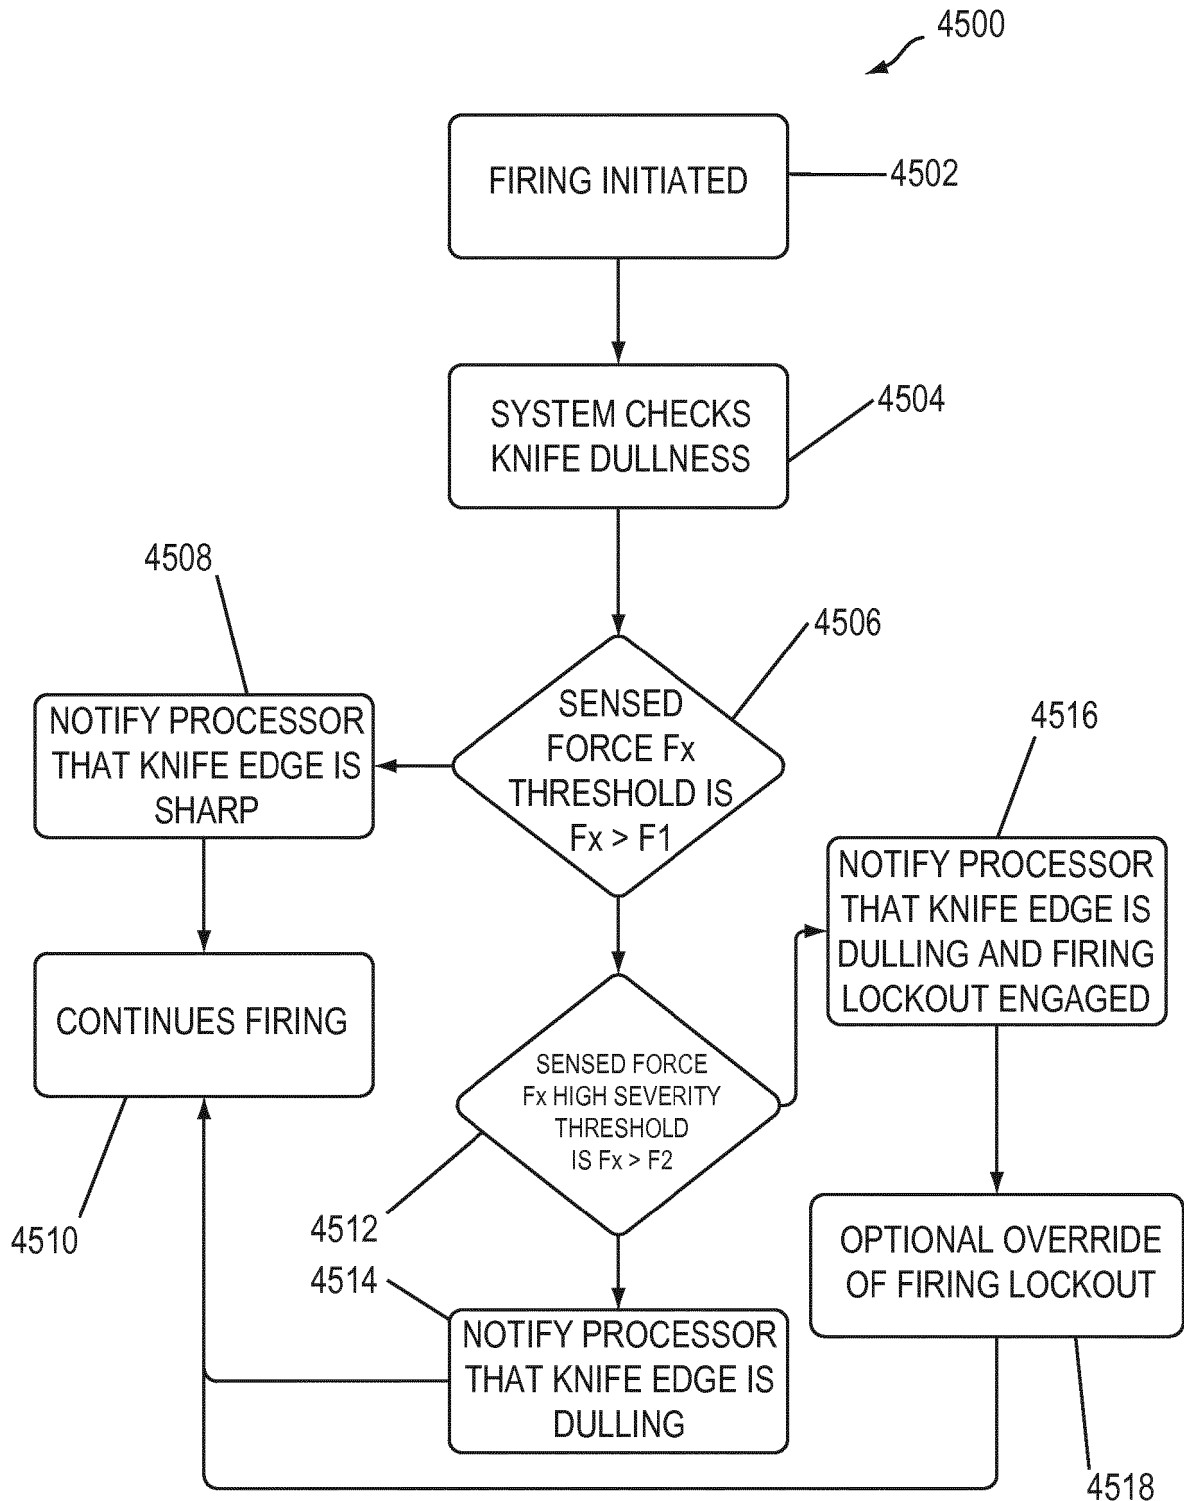 4500
FIRING INITIATED
4502
SYSTEM CHECKS
KNIFE DULLNESS
4504
4506
SENSED
FORCE Fx
THRESHOLD IS
Fx > F1
4508
NOTIFY PROCESSOR
THAT KNIFE EDGE IS
SHARP
CONTINUES FIRING
4510
SENSED FORCE
Fx HIGH SEVERITY
THRESHOLD
IS Fx > F2
4512
4514
NOTIFY PROCESSOR
THAT KNIFE EDGE IS
DULLING
4516
NOTIFY PROCESSOR
THAT KNIFE EDGE IS
DULLING AND FIRING
LOCKOUT ENGAGED
OPTIONAL OVERRIDE
OF FIRING LOCKOUT
4518